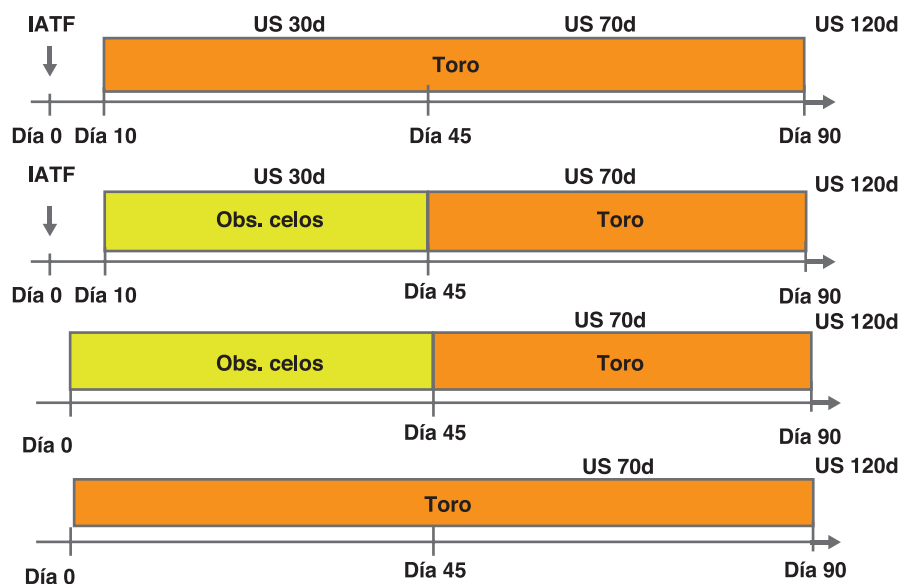 IATF US 30d US 70d US 120d
Toro
Día 0 Día 10 Día 45 Día 90
IATF US 30d US 70d US 120d
Obs. celos Toro
Día 0 Día 10 Día 45 Día 90
US 70d US 120d
Obs. celos Toro
Día 0 Día 45 Día 90
US 70d US 120d
Toro
Día 0 Día 45 Día 90